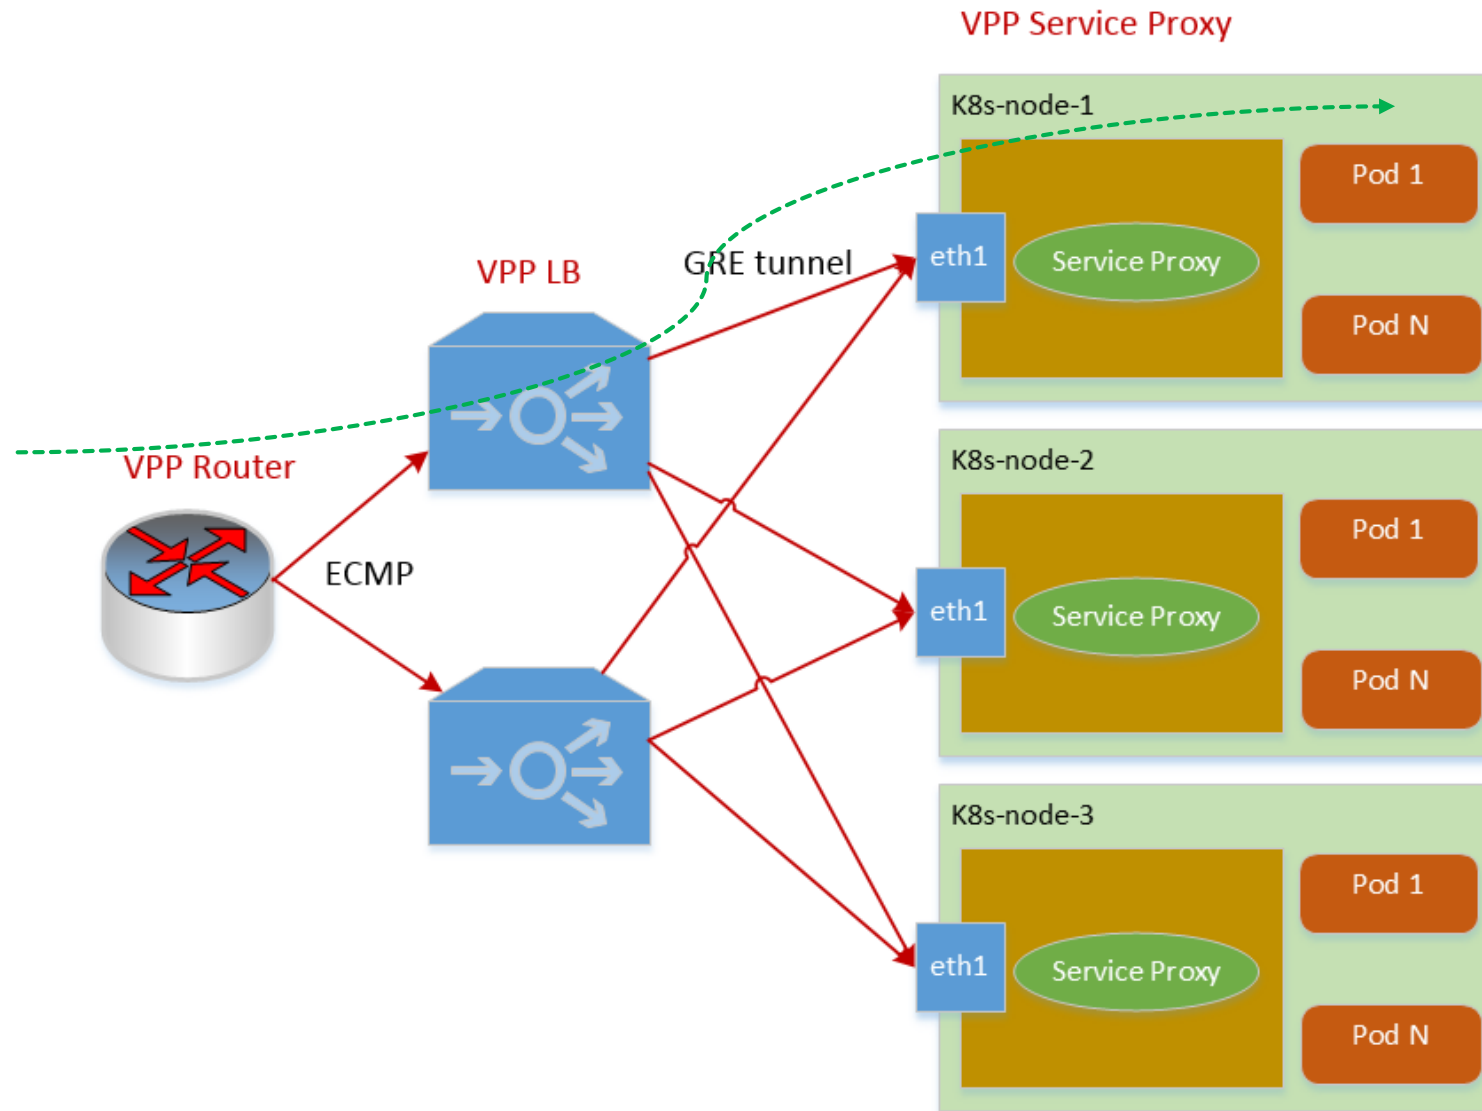 VPP Service Proxy
K8s-node-1
Pod 1
eth1
Service Proxy
Pod N
GRE tunnel
VPP LB
VPP Router
ECMP
K8s-node-2
Pod 1
eth1
Service Proxy
Pod N
K8s-node-3
Pod 1
eth1
Service Proxy
Pod N